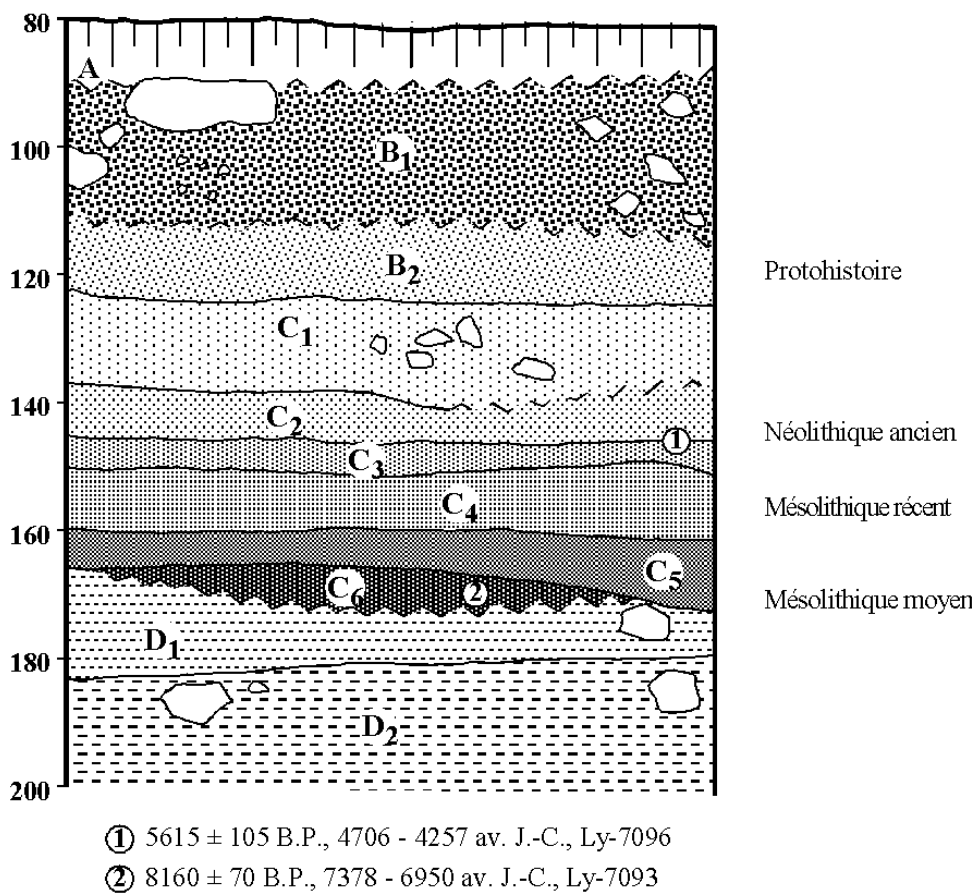 80
A
100
B1
B2
120
Protohistoire
C1
140
C2
Néolithique ancien
1
C3
C4
Mésolithique récent
160
C5
C6
2
Mésolithique moyen
D1
180
D2
200
1 5615 ± 105 B.P., 4706 - 4257 av. J.-C., Ly-7096
2 8160 ± 70 B.P., 7378 - 6950 av. J.-C., Ly-7093